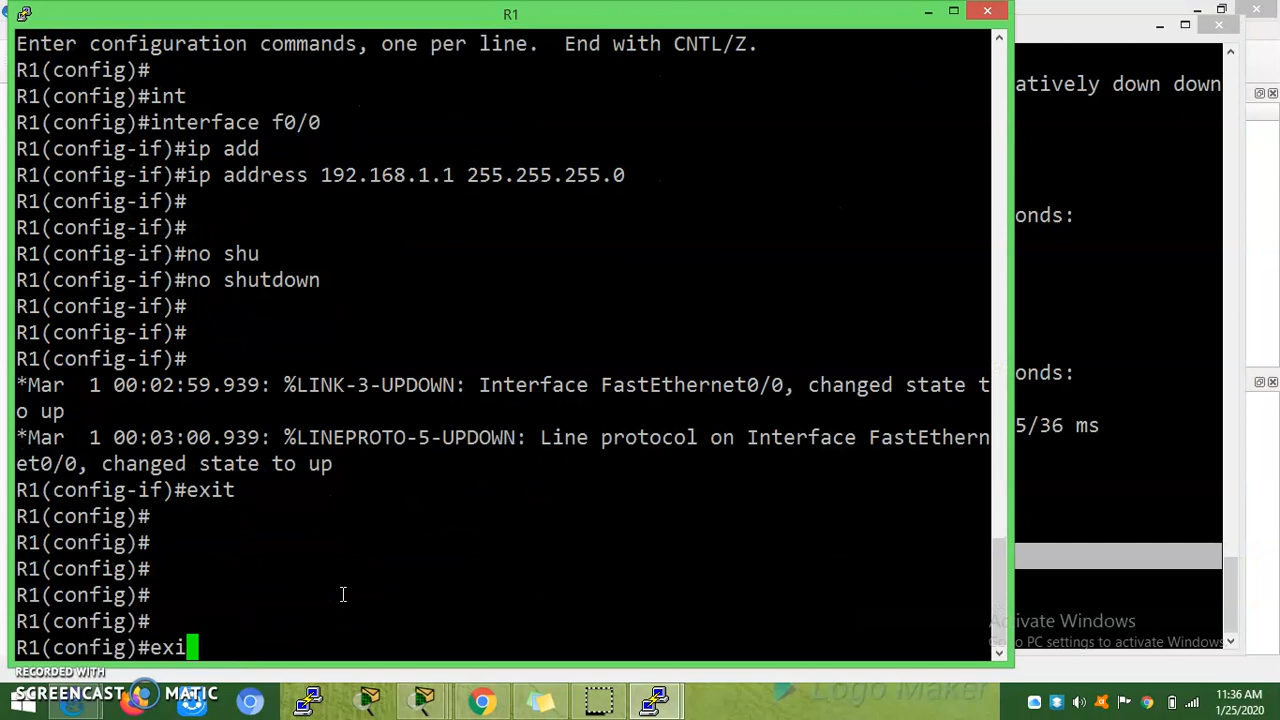 R1
Enter configuration commands, one per line.  End with CNTL/Z.
R1(config)#
R1(config)#int
R1(config)#interface f0/0
R1(config-if)#ip add
R1(config-if)#ip address 192.168.1.1 255.255.255.0
R1(config-if)#
R1(config-if)#
R1(config-if)#no shu
R1(config-if)#no shutdown
R1(config-if)#
R1(config-if)#
R1(config-if)#
*Mar  1 00:02:59.939: %LINK-3-UPDOWN: Interface FastEthernet0/0, changed state t
o up
*Mar  1 00:03:00.939: %LINEPROTO-5-UPDOWN: Line protocol on Interface FastEthern
et0/0, changed state to up
R1(config-if)#exit
R1(config)#
R1(config)#
R1(config)#
R1(config)#
R1(config)#
R1(config)#exi
atively down down
onds:
onds:
5/36 ms
Activate Windows
Go to PC settings to activate Windows.
RECORDED WITH
SCREENCAST MATIC
Logo Maker
11:36 AM
1/25/2020